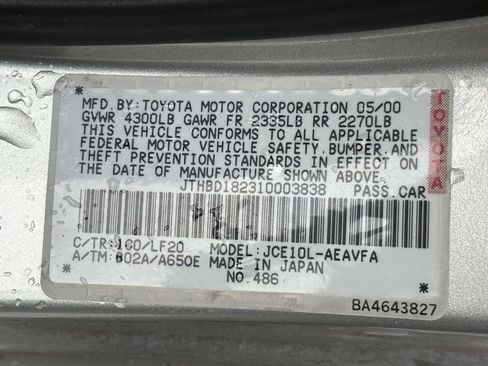 MFD.BY:TOYOTA MOTOR CORPORATION 05/00
GVWR 4300LB GAWR FR 2335LB RR 2270LB
THIS VEHICLE CONFORMS TO ALL APPLICABLE
FEDERAL MOTOR VEHICLE SAFETY.BUMPER.AND
THEFT PREVENTION STANDARDS IN EFFECT ON
THE DATE OF MANUFACTURE SHOWN ABOVE.
JTHBD182310003838 PASS.CAR
C/TR:1C0/LF20 MODEL:JCE10L-AEAVFA
A/TM:B02A/A650E MADE IN JAPAN
NO.486
BA4643827
TOYOTA